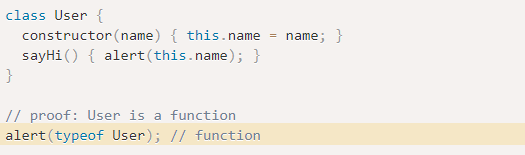 class User {
  constructor(name) { this.name = name; }
  sayHi() { alert(this.name); }
}

// proof: User is a function
alert(typeof User); // function